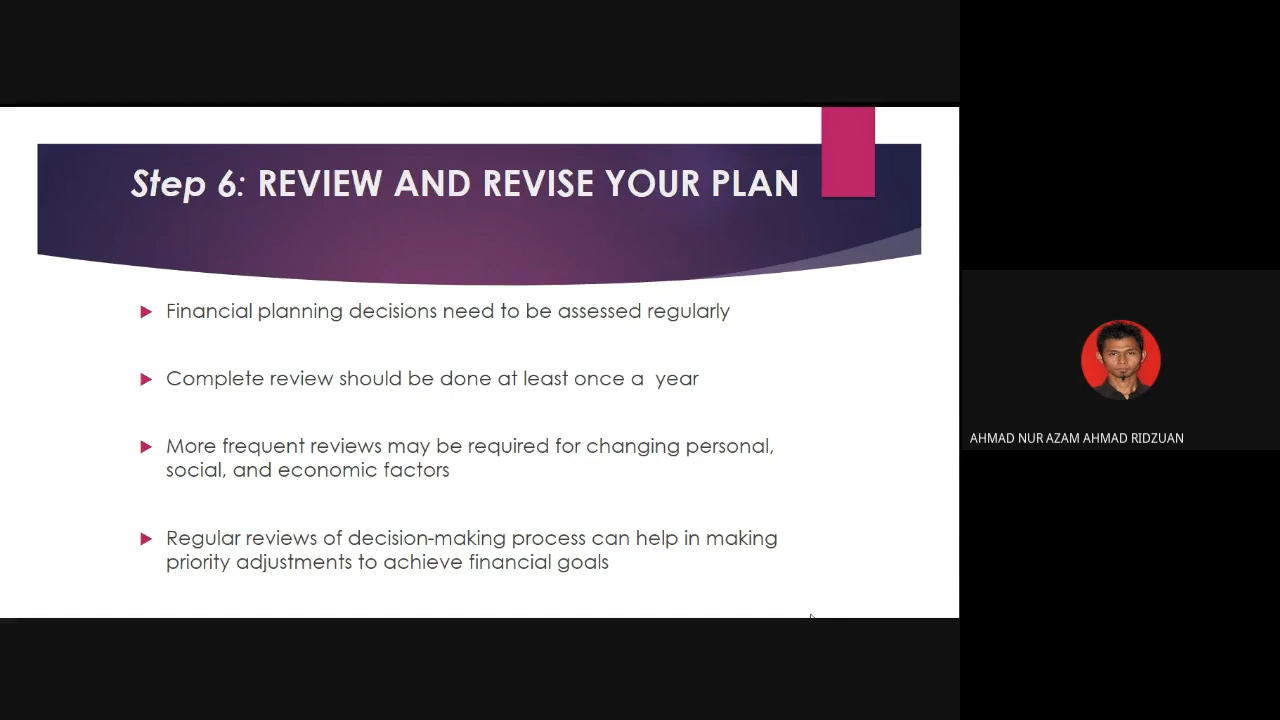 Step 6: REVIEW AND REVISE YOUR PLAN
Financial planning decisions need to be assessed regularly
Complete review should be done at least once a  year
More frequent reviews may be required for changing personal,
social, and economic factors
Regular reviews of decision-making process can help in making
priority adjustments to achieve financial goals
AHMAD NUR AZAM AHMAD RIDZUAN